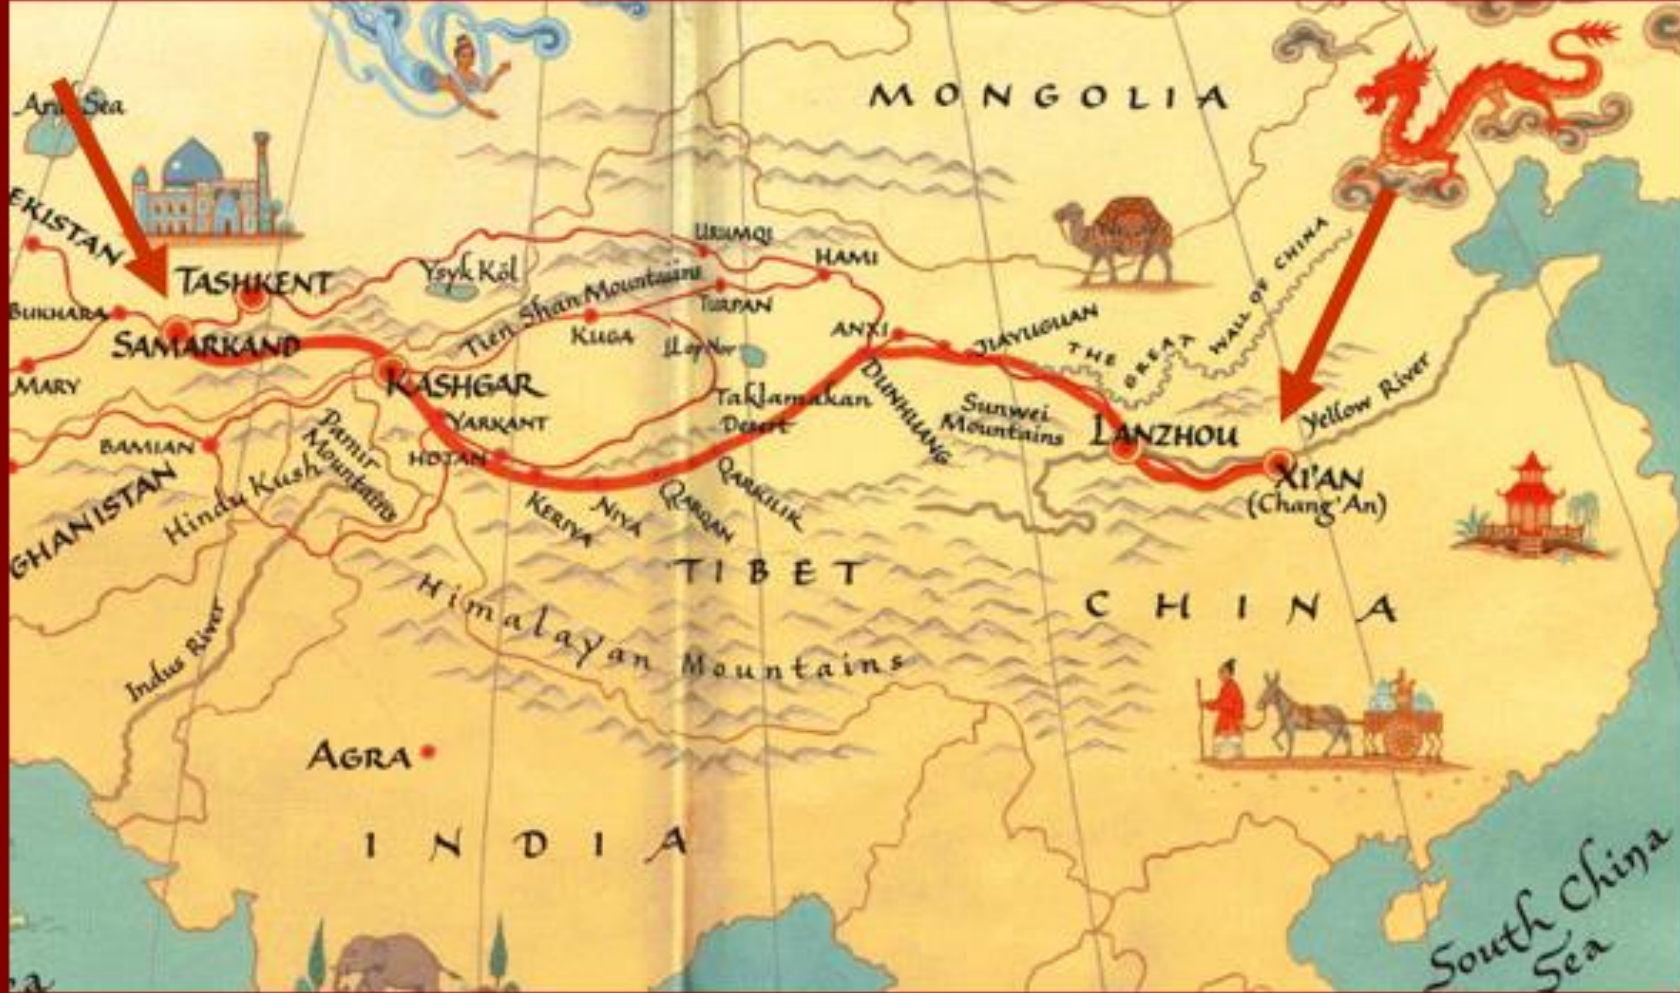 MONGOLIA
Aral Sea
EKISTAN
TASHKENT
BUKHARA
SAMARKAND
MARY
KASHGAR
Ysyk Köl
Tien Shan Mountains
URUMQI
TURPAN
HAMI
KUGA
Lop Nor
ANXI
JIAYUGUAN
THE GREAT WALL OF CHINA
DUNHUANG
Taklamakan
Desert
Sunwei
Mountains
LANZHOU
Yellow River
XI'AN
(Chang'An)
YARKANT
HOTAN
BAMIAN
Pamir
Mountains
Hindu Kush
GHANISTAN
KERIYA
NIYA
QARQAN
QARKILIK
TIBET
Himalayan Mountains
CHINA
Indus River
AGRA
INDIA
South China
Sea